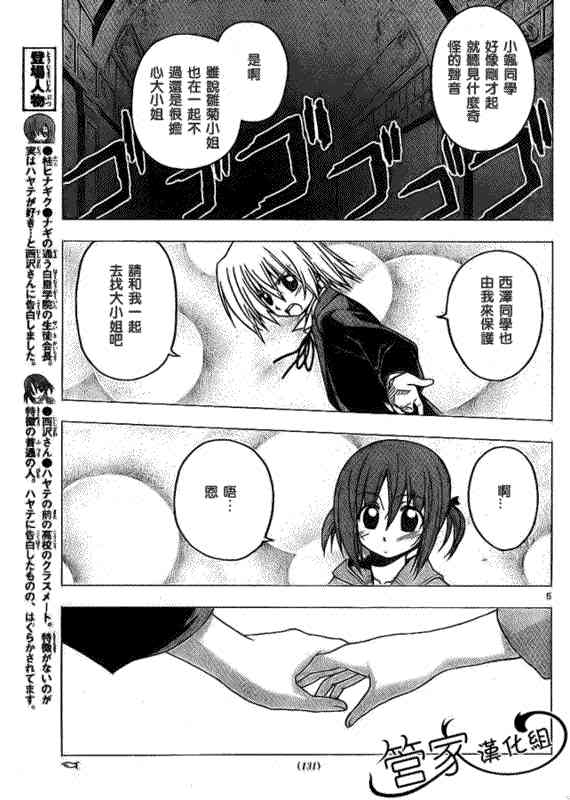 小颯同學
好像剛才起
就聽見什麼奇
怪的聲音
是啊
雖說雛菊小姐
也在一起不
過還是很擔
心大小姐
ゴゴゴゴ
西澤同學也
由我來保護
請和我一起
去找大小姐吧
啊‥
恩唔‥
5
(131)
管家漢化組
登場人物
●桂ヒナギク●ナギの通う白皇学院の生徒会長。
実はハヤテが好き…と西沢さんに告白しました。
●西沢さん●ハヤテの前の高校のクラスメート。特徴がないのが
特徴の普通の人。ハヤテに告白したものの、はぐらかされてます。